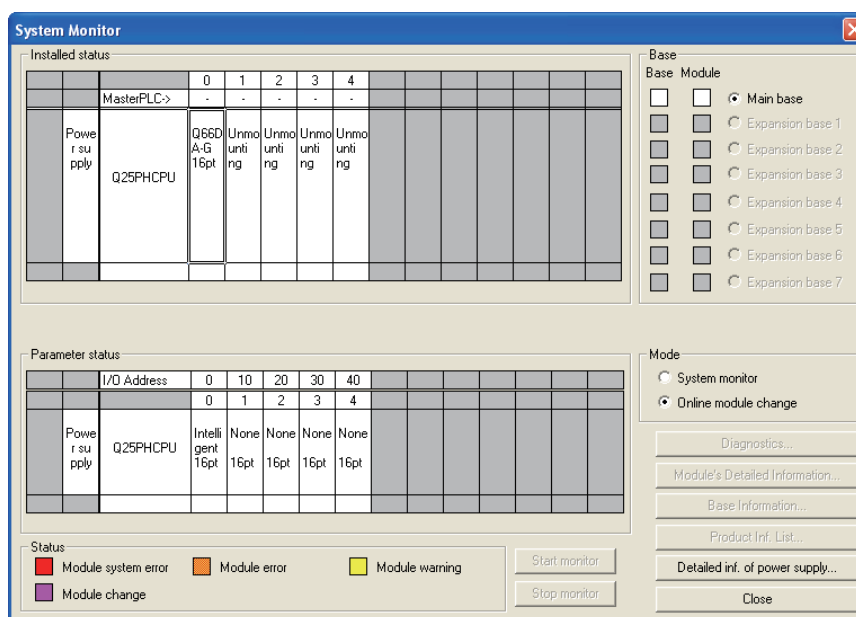 System Monitor
Installed status
0 1 2 3 4
MasterPLC-> - - - - -
Powe Q66D Unmo Unmo Unmo Unmo
r su A-G unti unti unti unti
pply 16pt ng ng ng ng
Q25PHCPU
Base
Base Module
Main base
Expansion base 1
Expansion base 2
Expansion base 3
Expansion base 4
Expansion base 5
Expansion base 6
Expansion base 7
Parameter status
I/O Address 0 10 20 30 40
0 1 2 3 4
Powe Intelli None None None None
r su Q25PHCPU gent
pply 16pt 16pt 16pt 16pt 16pt
Mode
System monitor
Online module change
Diagnostics...
Module's Detailed Information...
Base Information...
Product Inf. List...
Detailed inf. of power supply...
Close
Status
Module system error Module error Module warning
Module change
Start monitor
Stop monitor